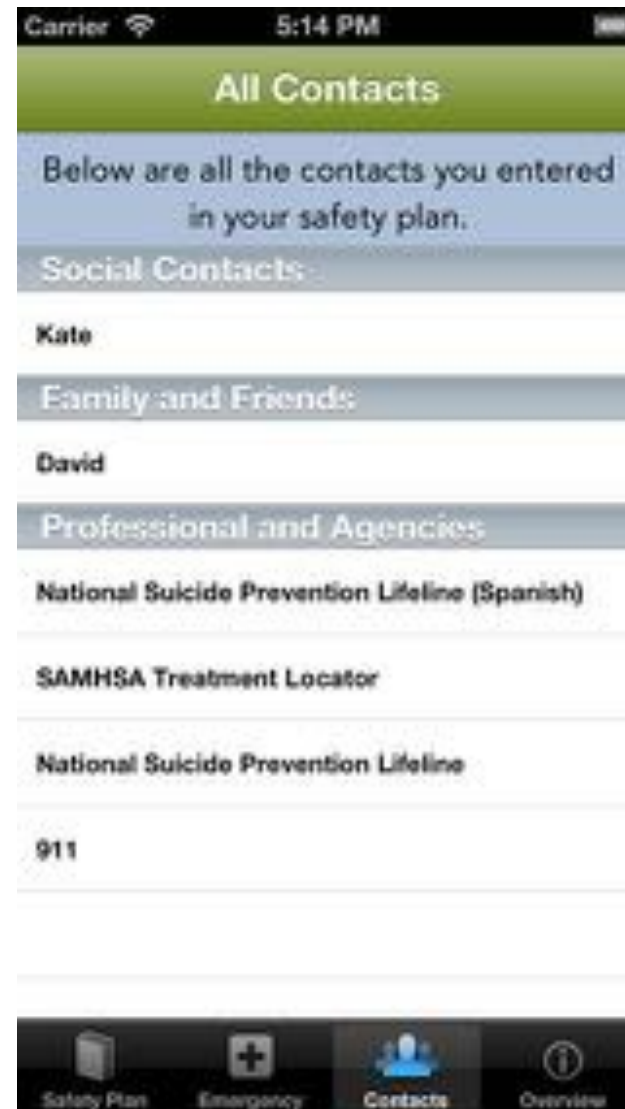 Carrier 5:14 PM
All Contacts
Below are all the contacts you entered
in your safety plan.
Social Contacts
Kate
Family and Friends
David
Professional and Agencies
National Suicide Prevention Lifeline (Spanish)
SAMHSA Treatment Locator
National Suicide Prevention Lifeline
911
Safety Plan Emergency Contacts Overview